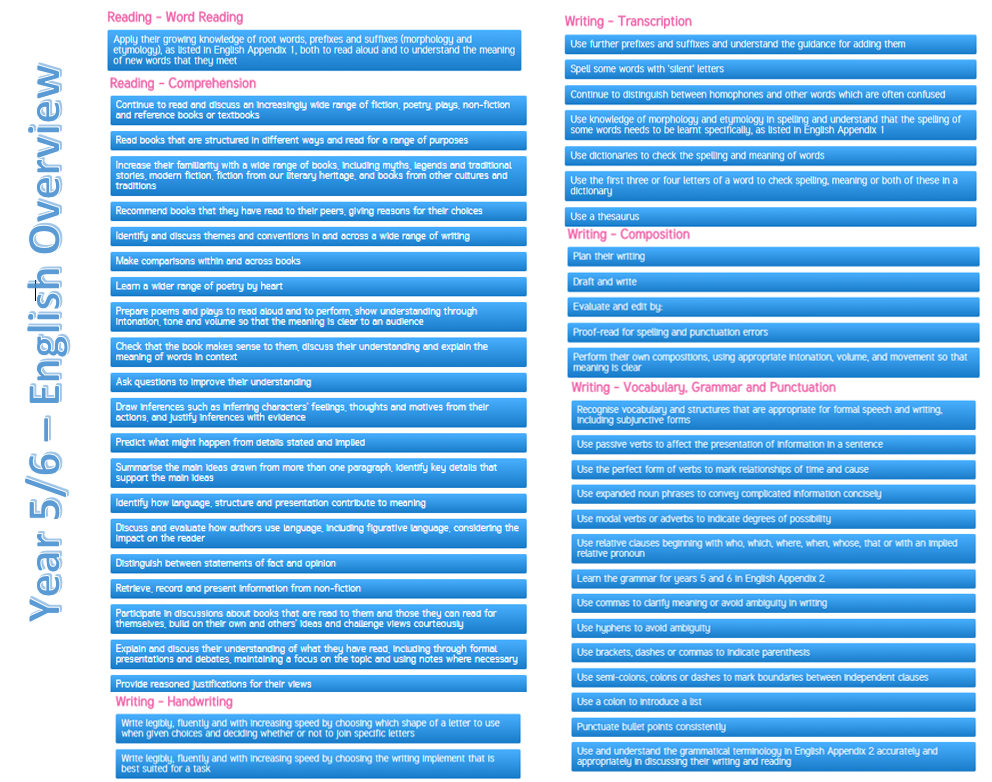 Year 5/6 – English Overview
Reading - Word Reading
Apply their growing knowledge of root words, prefixes and suffixes (morphology and
etymology), as listed in English Appendix 1, both to read aloud and to understand the meaning
of new words that they meet
Reading - Comprehension
Continue to read and discuss an increasingly wide range of fiction, poetry, plays, non-fiction
and reference books or textbooks
Read books that are structured in different ways and read for a range of purposes
Increase their familiarity with a wide range of books, including myths, legends and traditional
stories, modern fiction, fiction from our literary heritage, and books from other cultures and
traditions
Recommend books that they have read to their peers, giving reasons for their choices
Identify and discuss themes and conventions in and across a wide range of writing
Make comparisons within and across books
Learn a wider range of poetry by heart
Prepare poems and plays to read aloud and to perform, show understanding through
intonation, tone and volume so that the meaning is clear to an audience
Check that the book makes sense to them, discuss their understanding and explain the
meaning of words in context
Ask questions to improve their understanding
Draw inferences such as inferring characters' feelings, thoughts and motives from their
actions, and justify inferences with evidence
Predict what might happen from details stated and implied
Summarise the main ideas drawn from more than one paragraph, identify key details that
support the main ideas
Identify how language, structure and presentation contribute to meaning
Discuss and evaluate how authors use language, including figurative language, considering the
impact on the reader
Distinguish between statements of fact and opinion
Retrieve, record and present information from non-fiction
Participate in discussions about books that are read to them and those they can read for
themselves, build on their own and others' ideas and challenge views courteously
Explain and discuss their understanding of what they have read, including through formal
presentations and debates, maintaining a focus on the topic and using notes where necessary
Provide reasoned justifications for their views
Writing - Handwriting
Write legibly, fluently and with increasing speed by choosing which shape of a letter to use
when given choices and deciding whether or not to join specific letters
Write legibly, fluently and with increasing speed by choosing the writing implement that is
best suited for a task
Writing - Transcription
Use further prefixes and suffixes and understand the guidance for adding them
Spell some words with 'silent' letters
Continue to distinguish between homophones and other words which are often confused
Use knowledge of morphology and etymology in spelling and understand that the spelling of
some words needs to be learnt specifically, as listed in English Appendix 1
Use dictionaries to check the spelling and meaning of words
Use the first three or four letters of a word to check spelling, meaning or both of these in a
dictionary
Use a thesaurus
Writing - Composition
Plan their writing
Draft and write
Evaluate and edit by:
Proof-read for spelling and punctuation errors
Perform their own compositions, using appropriate intonation, volume, and movement so that
meaning is clear
Writing - Vocabulary, Grammar and Punctuation
Recognise vocabulary and structures that are appropriate for formal speech and writing,
including subjunctive forms
Use passive verbs to affect the presentation of information in a sentence
Use the perfect form of verbs to mark relationships of time and cause
Use expanded noun phrases to convey complicated information concisely
Use modal verbs or adverbs to indicate degrees of possibility
Use relative clauses beginning with who, which, where, when, whose, that or with an implied
relative pronoun
Learn the grammar for years 5 and 6 in English Appendix 2
Use commas to clarify meaning or avoid ambiguity in writing
Use hyphens to avoid ambiguity
Use brackets, dashes or commas to indicate parenthesis
Use semi-colons, colons or dashes to mark boundaries between independent clauses
Use a colon to introduce a list
Punctuate bullet points consistently
Use and understand the grammatical terminology in English Appendix 2 accurately and
appropriately in discussing their writing and reading